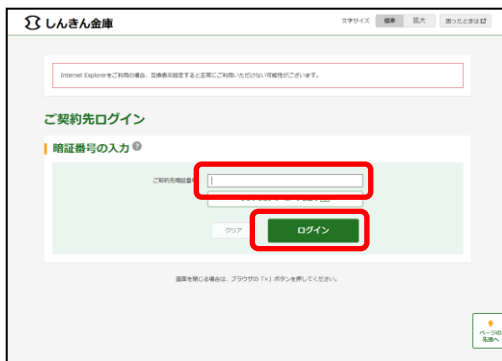 しんきん金庫
文字サイズ 標準 拡大 困ったときは
Internet Explorerをご利用の場合、互換表示設定すると正常にご利用いただけない可能性がございます。
ご契約先ログイン
暗証番号の入力
ご契約先暗証番
クリア ログイン
画面を閉じる場合は、ブラウザの「×」ボタンを押してください。
ページの
先頭へ